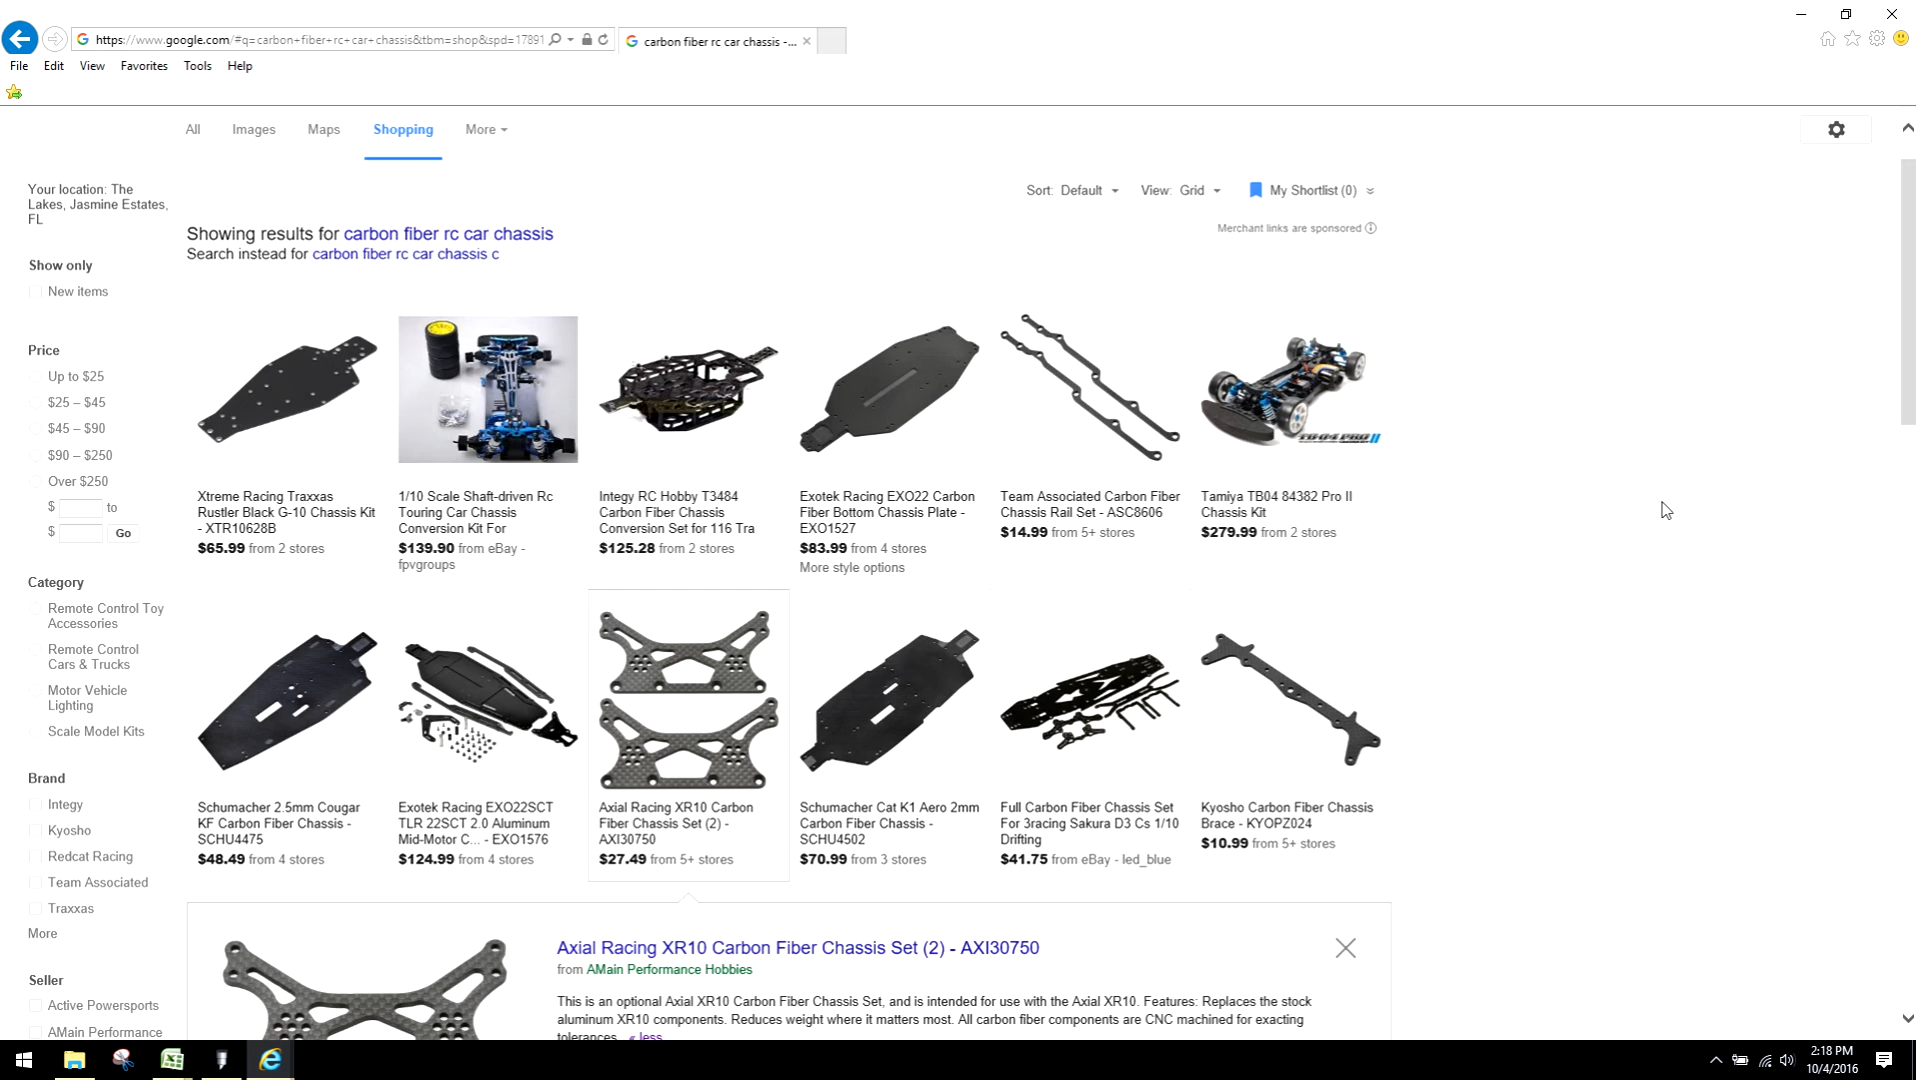 https://www.google.com/#q=carbon+fiber+rc+car+chassis&tbm=shop&spd=17891
carbon fiber rc car chassis -...
File Edit View Favorites Tools Help
All Images Maps Shopping More
Your location: The
Lakes, Jasmine Estates,
FL
Sort: Default View: Grid My Shortlist (0)
Merchant links are sponsored
Showing results for carbon fiber rc car chassis
Search instead for carbon fiber rc car chassis c
Show only
New items
Price
Up to $25
$25 – $45
$45 – $90
$90 – $250
Over $250
$ to
$ Go
Category
Remote Control Toy
Accessories
Remote Control
Cars & Trucks
Motor Vehicle
Lighting
Scale Model Kits
Brand
Integy
Kyosho
Redcat Racing
Team Associated
Traxxas
More
Seller
Active Powersports
AMain Performance
Xtreme Racing Traxxas
Rustler Black G-10 Chassis Kit
- XTR10628B
$65.99 from 2 stores
1/10 Scale Shaft-driven Rc
Touring Car Chassis
Conversion Kit For
$139.90 from eBay -
fpvgroups
Integy RC Hobby T3484
Carbon Fiber Chassis
Conversion Set for 116 Tra
$125.28 from 2 stores
Exotek Racing EXO22 Carbon
Fiber Bottom Chassis Plate -
EXO1527
$83.99 from 4 stores
More style options
Team Associated Carbon Fiber
Chassis Rail Set - ASC8606
$14.99 from 5+ stores
TB-04 PRO II
Tamiya TB04 84382 Pro II
Chassis Kit
$279.99 from 2 stores
Schumacher 2.5mm Cougar
KF Carbon Fiber Chassis -
SCHU4475
$48.49 from 4 stores
Exotek Racing EXO22SCT
TLR 22SCT 2.0 Aluminum
Mid-Motor C... - EXO1576
$124.99 from 4 stores
Axial Racing XR10 Carbon
Fiber Chassis Set (2) -
AXI30750
$27.49 from 5+ stores
Schumacher Cat K1 Aero 2mm
Carbon Fiber Chassis -
SCHU4502
$70.99 from 3 stores
Full Carbon Fiber Chassis Set
For 3racing Sakura D3 Cs 1/10
Drifting
$41.75 from eBay - led_blue
Kyosho Carbon Fiber Chassis
Brace - KYOPZ024
$10.99 from 5+ stores
Axial Racing XR10 Carbon Fiber Chassis Set (2) - AXI30750
from AMain Performance Hobbies
This is an optional Axial XR10 Carbon Fiber Chassis Set, and is intended for use with the Axial XR10. Features: Replaces the stock
aluminum XR10 components. Reduces weight where it matters most. All carbon fiber components are CNC machined for exacting
tolerances. « less
2:18 PM
10/4/2016